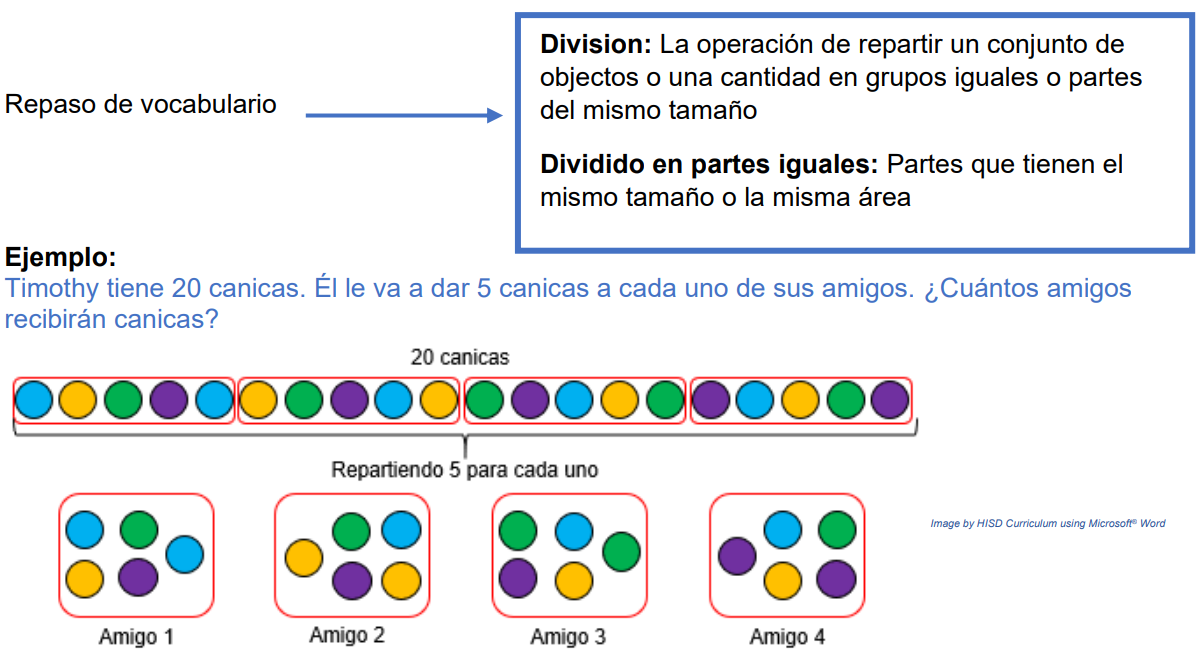 Repaso de vocabulario
Division: La operación de repartir un conjunto de
objetos o una cantidad en grupos iguales o partes
del mismo tamaño
Dividido en partes iguales: Partes que tienen el
mismo tamaño o la misma área
Ejemplo:
Timothy tiene 20 canicas. Él le va a dar 5 canicas a cada uno de sus amigos. ¿Cuántos amigos
recibirán canicas?
20 canicas
Repartiendo 5 para cada uno
Image by HISD Curriculum using Microsoft® Word
Amigo 1
Amigo 2
Amigo 3
Amigo 4